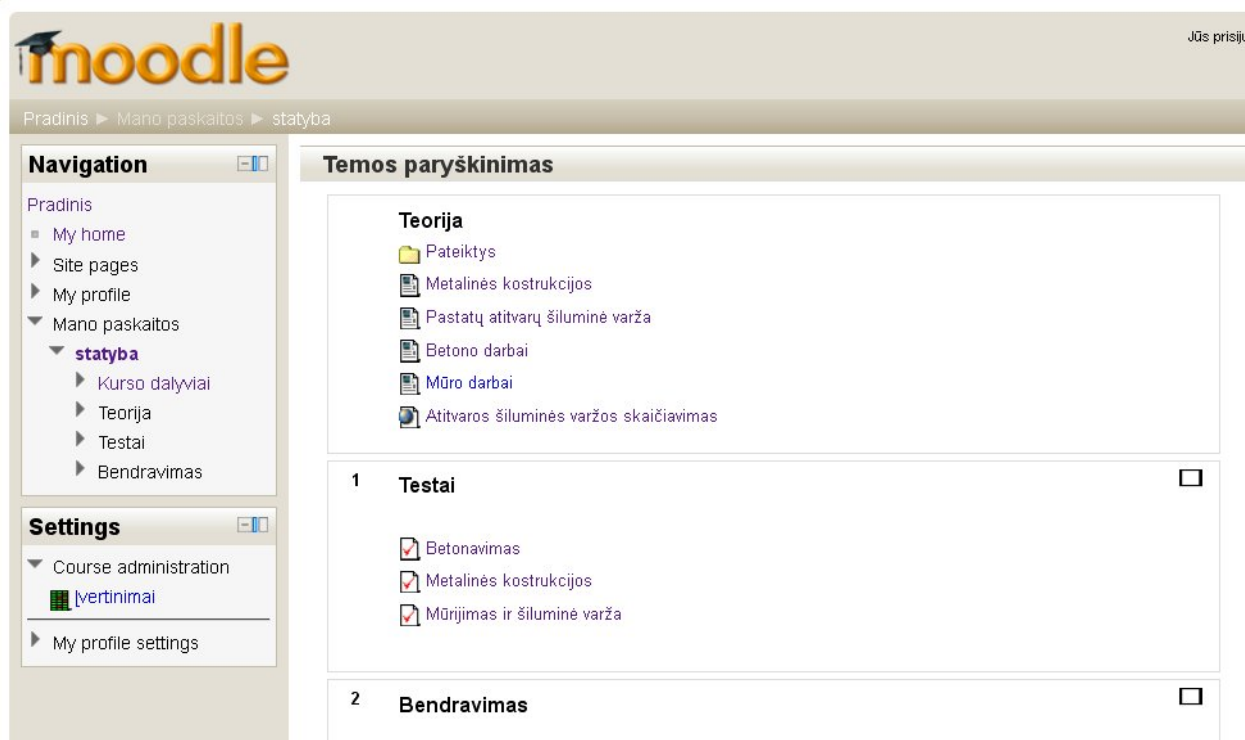 moodle
Jūs prisij
Pradinis ► Mano paskaitos ► statyba
Navigation
Pradinis
My home
Site pages
My profile
Mano paskaitos
statyba
Kurso dalyviai
Teorija
Testai
Bendravimas
Settings
Course administration
Įvertinimai
My profile settings
Temos paryškinimas
Teorija
Pateiktys
Metalinės kostrukcijos
Pastatų atitvarų šiluminė varža
Betono darbai
Mūro darbai
Atitvaros šiluminės varžos skaičiavimas
1 Testai
Betonavimas
Metalinės kostrukcijos
Mūrijimas ir šiluminė varža
2 Bendravimas